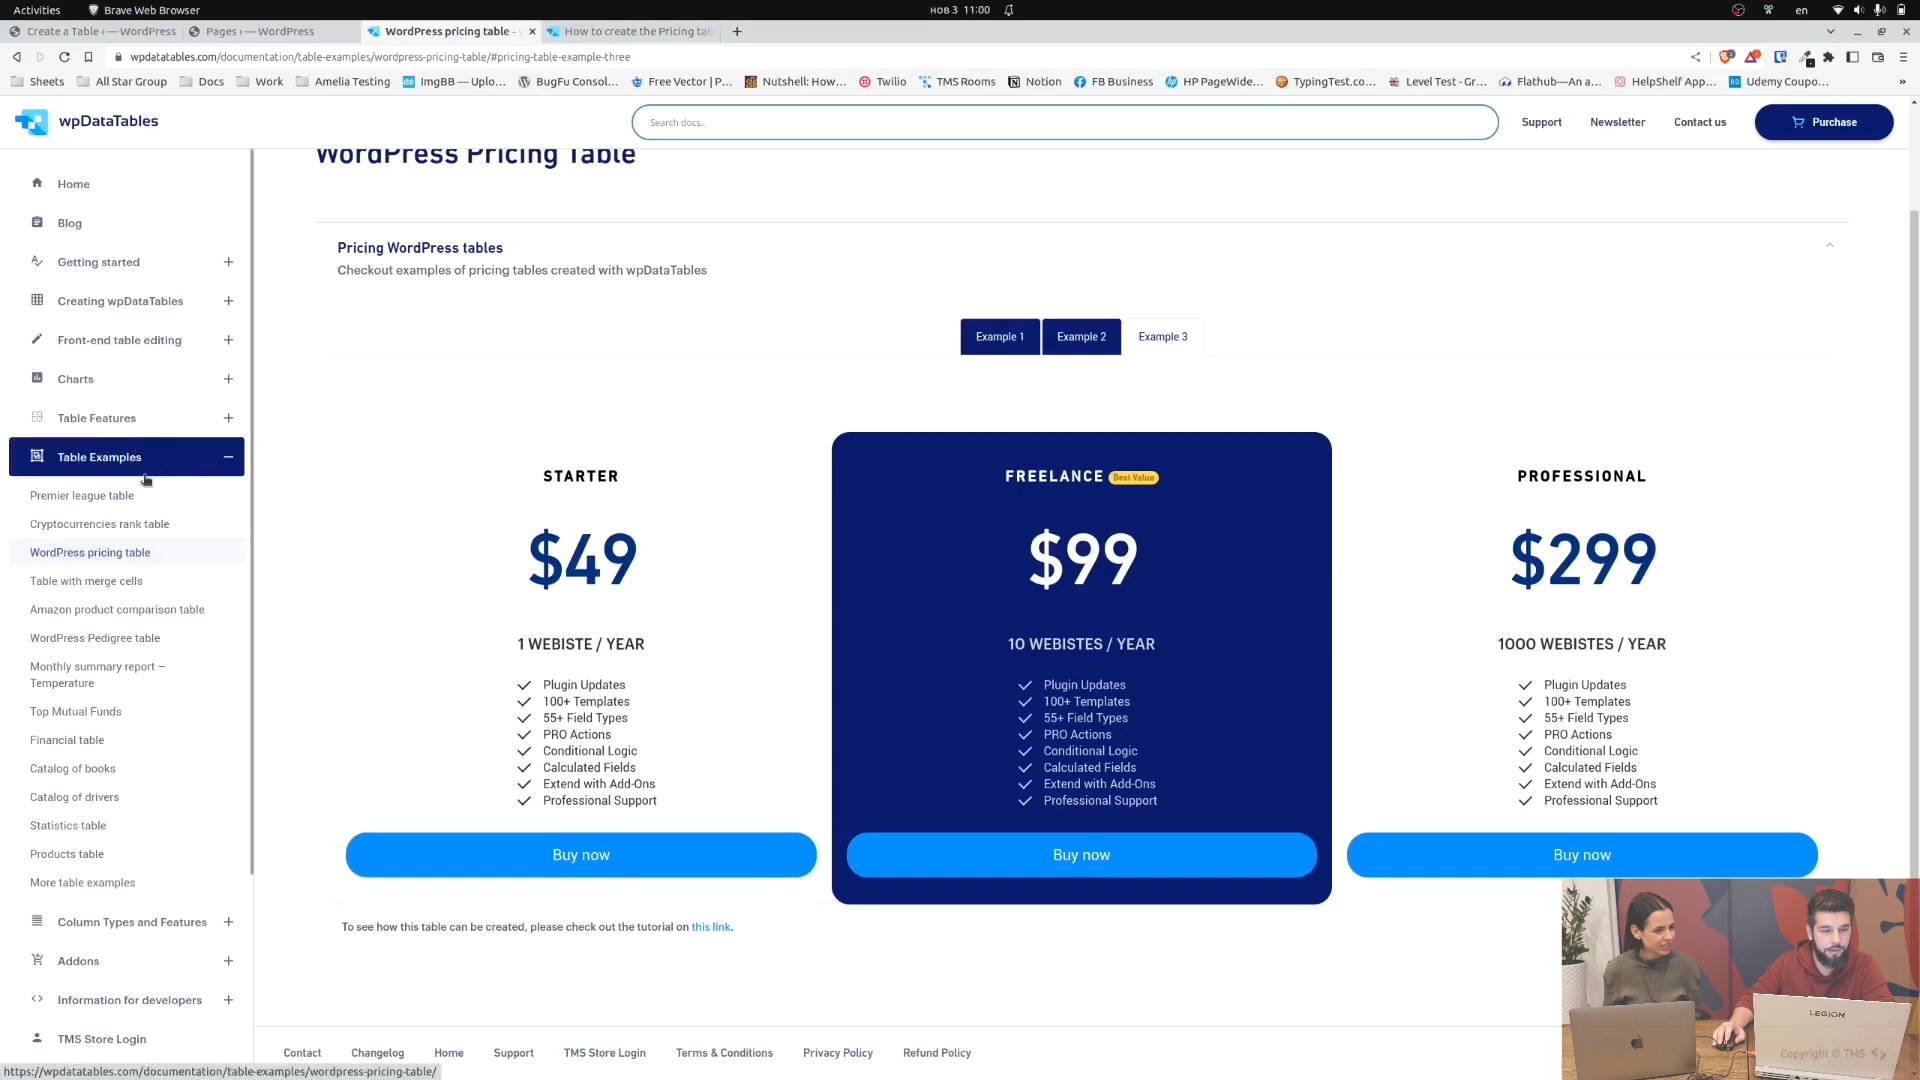 Activities
Brave Web Browser
нов 3 11:00
en
Create a Table ‹ — WordPress
Pages ‹ — WordPress
WordPress pricing table -
How to create the Pricing tab
wpdatatables.com/documentation/table-examples/wordpress-pricing-table/#pricing-table-example-three
Sheets
All Star Group
Docs
Work
Amelia Testing
ImgBB — Uplo...
BugFu Consol...
Free Vector | P...
Nutshell: How...
Twilio
TMS Rooms
Notion
FB Business
HP PageWide...
TypingTest.co...
Level Test - Gr...
Flathub—An a...
HelpShelf App...
Udemy Coupo...
wpDataTables
Search docs..
Support
Newsletter
Contact us
Purchase
WordPress Pricing Table
Home
Blog
Getting started
Creating wpDataTables
Front-end table editing
Charts
Table Features
Table Examples
Premier league table
Cryptocurrencies rank table
WordPress pricing table
Table with merge cells
Amazon product comparison table
WordPress Pedigree table
Monthly summary report –
Temperature
Top Mutual Funds
Financial table
Catalog of books
Catalog of drivers
Statistics table
Products table
More table examples
Column Types and Features
Addons
Information for developers
TMS Store Login
Pricing WordPress tables
Checkout examples of pricing tables created with wpDataTables
Example 1
Example 2
Example 3
STARTER
$49
1 WEBISTE / YEAR
Plugin Updates
100+ Templates
55+ Field Types
PRO Actions
Conditional Logic
Calculated Fields
Extend with Add-Ons
Professional Support
Buy now
FREELANCE Best Value
$99
10 WEBISTES / YEAR
Plugin Updates
100+ Templates
55+ Field Types
PRO Actions
Conditional Logic
Calculated Fields
Extend with Add-Ons
Professional Support
Buy now
PROFESSIONAL
$299
1000 WEBISTES / YEAR
Plugin Updates
100+ Templates
55+ Field Types
PRO Actions
Conditional Logic
Calculated Fields
Extend with Add-Ons
Professional Support
Buy now
To see how this table can be created, please check out the tutorial on this link.
Contact
Changelog
Home
Support
TMS Store Login
Terms & Conditions
Privacy Policy
Refund Policy
LEGION
Copyright © TMS
https://wpdatatables.com/documentation/table-examples/wordpress-pricing-table/